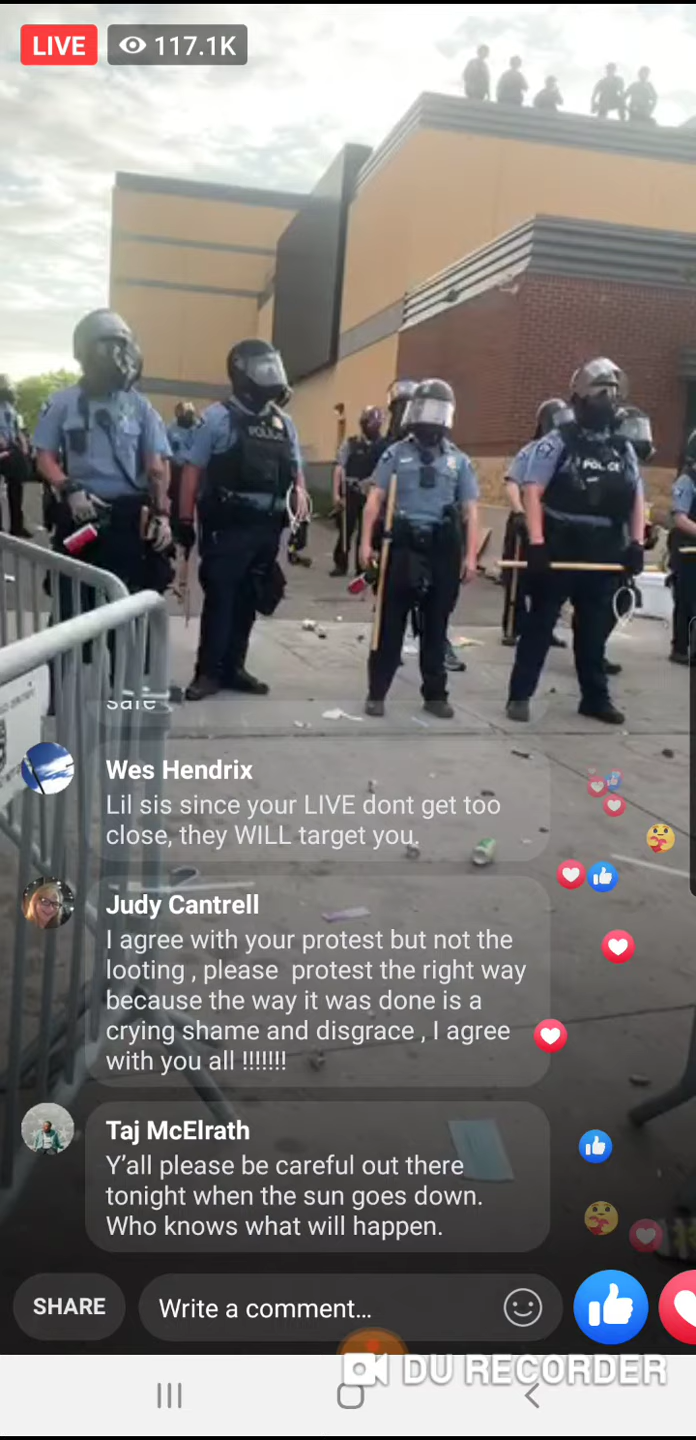 LIVE
117.1K
POLICE
POLICE
safe
Wes Hendrix
Lil sis since your LIVE dont get too
close, they WILL target you.
Judy Cantrell
I agree with your protest but not the
looting , please protest the right way
because the way it was done is a
crying shame and disgrace , I agree
with you all !!!!!!!
Taj McElrath
Y’all please be careful out there
tonight when the sun goes down.
Who knows what will happen.
SHARE
Write a comment...
DU RECORDER